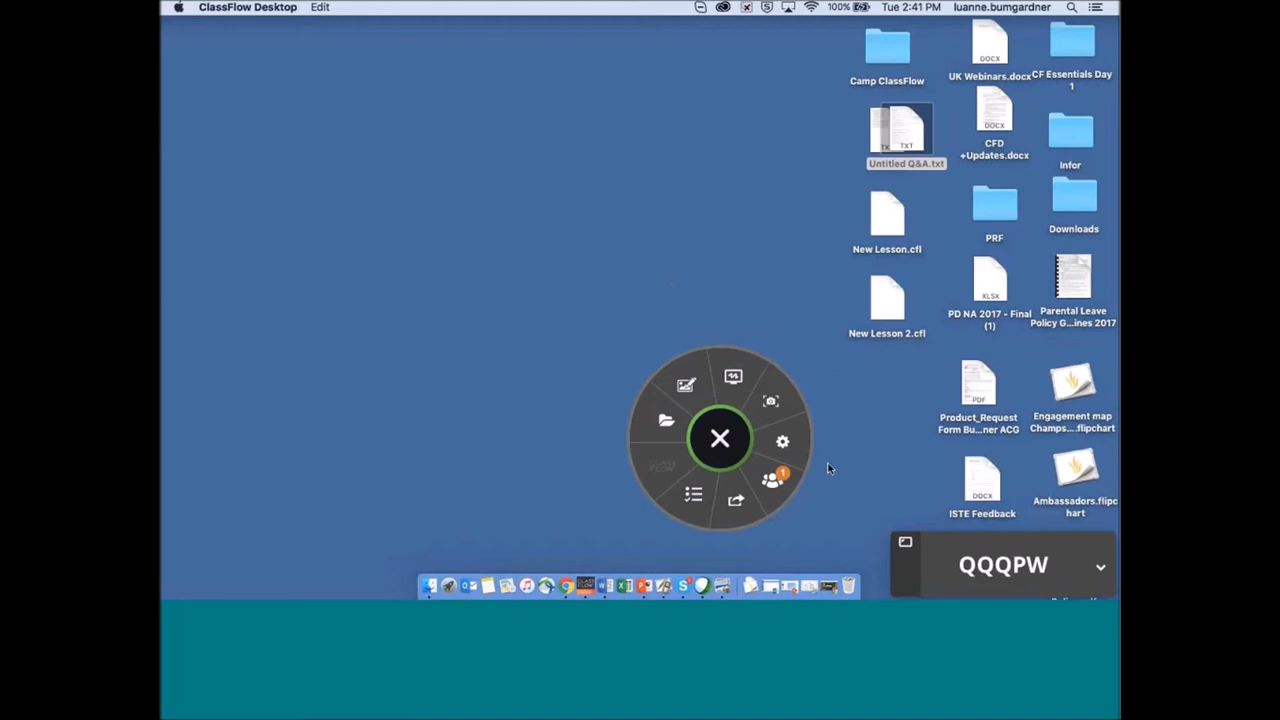 ClassFlow Desktop Edit 100% Tue 2:41 PM luanne.bumgardner
Camp ClassFlow
DOCX
UK Webinars.docx
CF Essentials Day
1
TXT
Untitled Q&A.txt
DOCX
CFD
+Updates.docx
Infor
New Lesson.cfl
PRF
Downloads
New Lesson 2.cfl
XLSX
PD NA 2017 - Final
(1)
Parental Leave
Policy G...ines 2017
PDF
Product_Request
Form Bu...ner ACG
Engagement map
Champs....flipchart
DOCX
ISTE Feedback
Ambassadors.flipc
hart
CLASS
FLOW
1
QQQPW